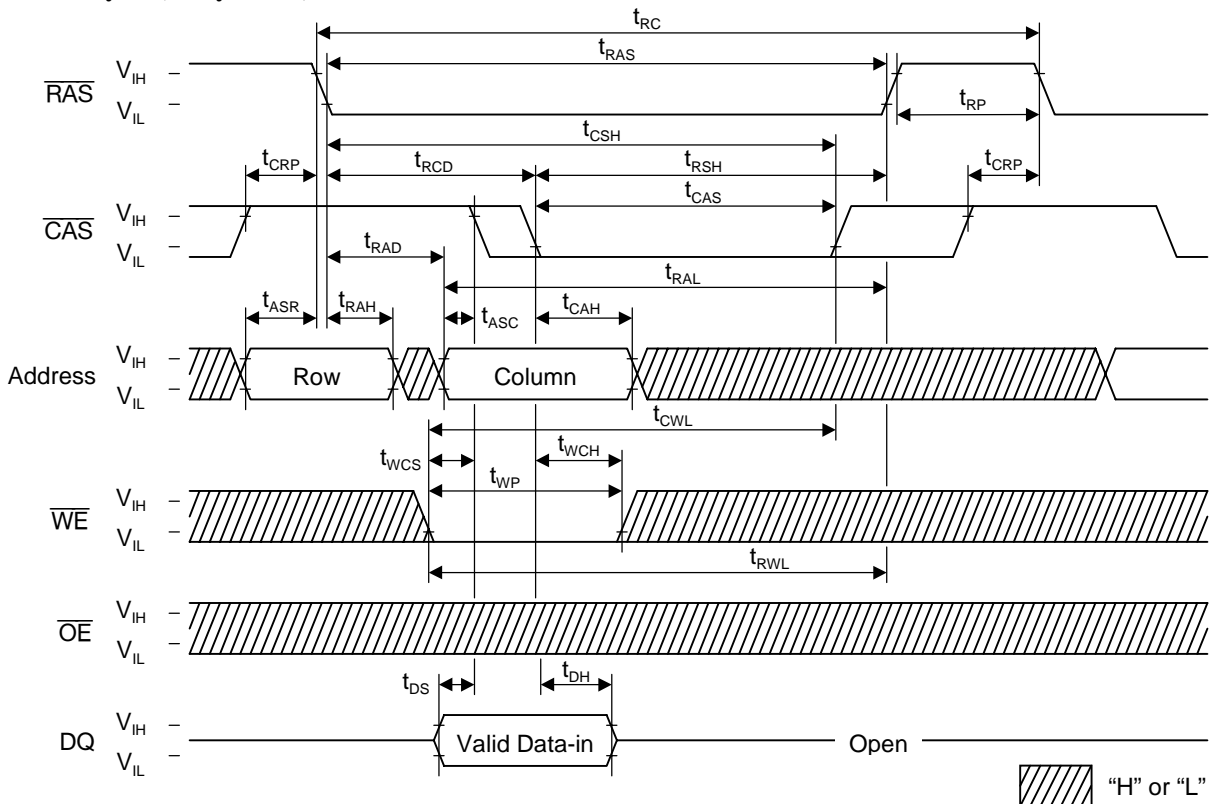 tRC
tRAS
VIH
RAS
VIL
tRP
tCSH
tCRP
tRCD
tRSH
tCRP
tCAS
VIH
CAS
VIL
tRAD
tRAL
tASR
tRAH
tASC
tCAH
VIH
Address
Row
Column
VIL
tCWL
tWCS
tWCH
tWP
VIH
WE
VIL
tRWL
VIH
OE
VIL
tDS
tDH
VIH
DQ
Valid Data-in
Open
VIL
“H” or “L”